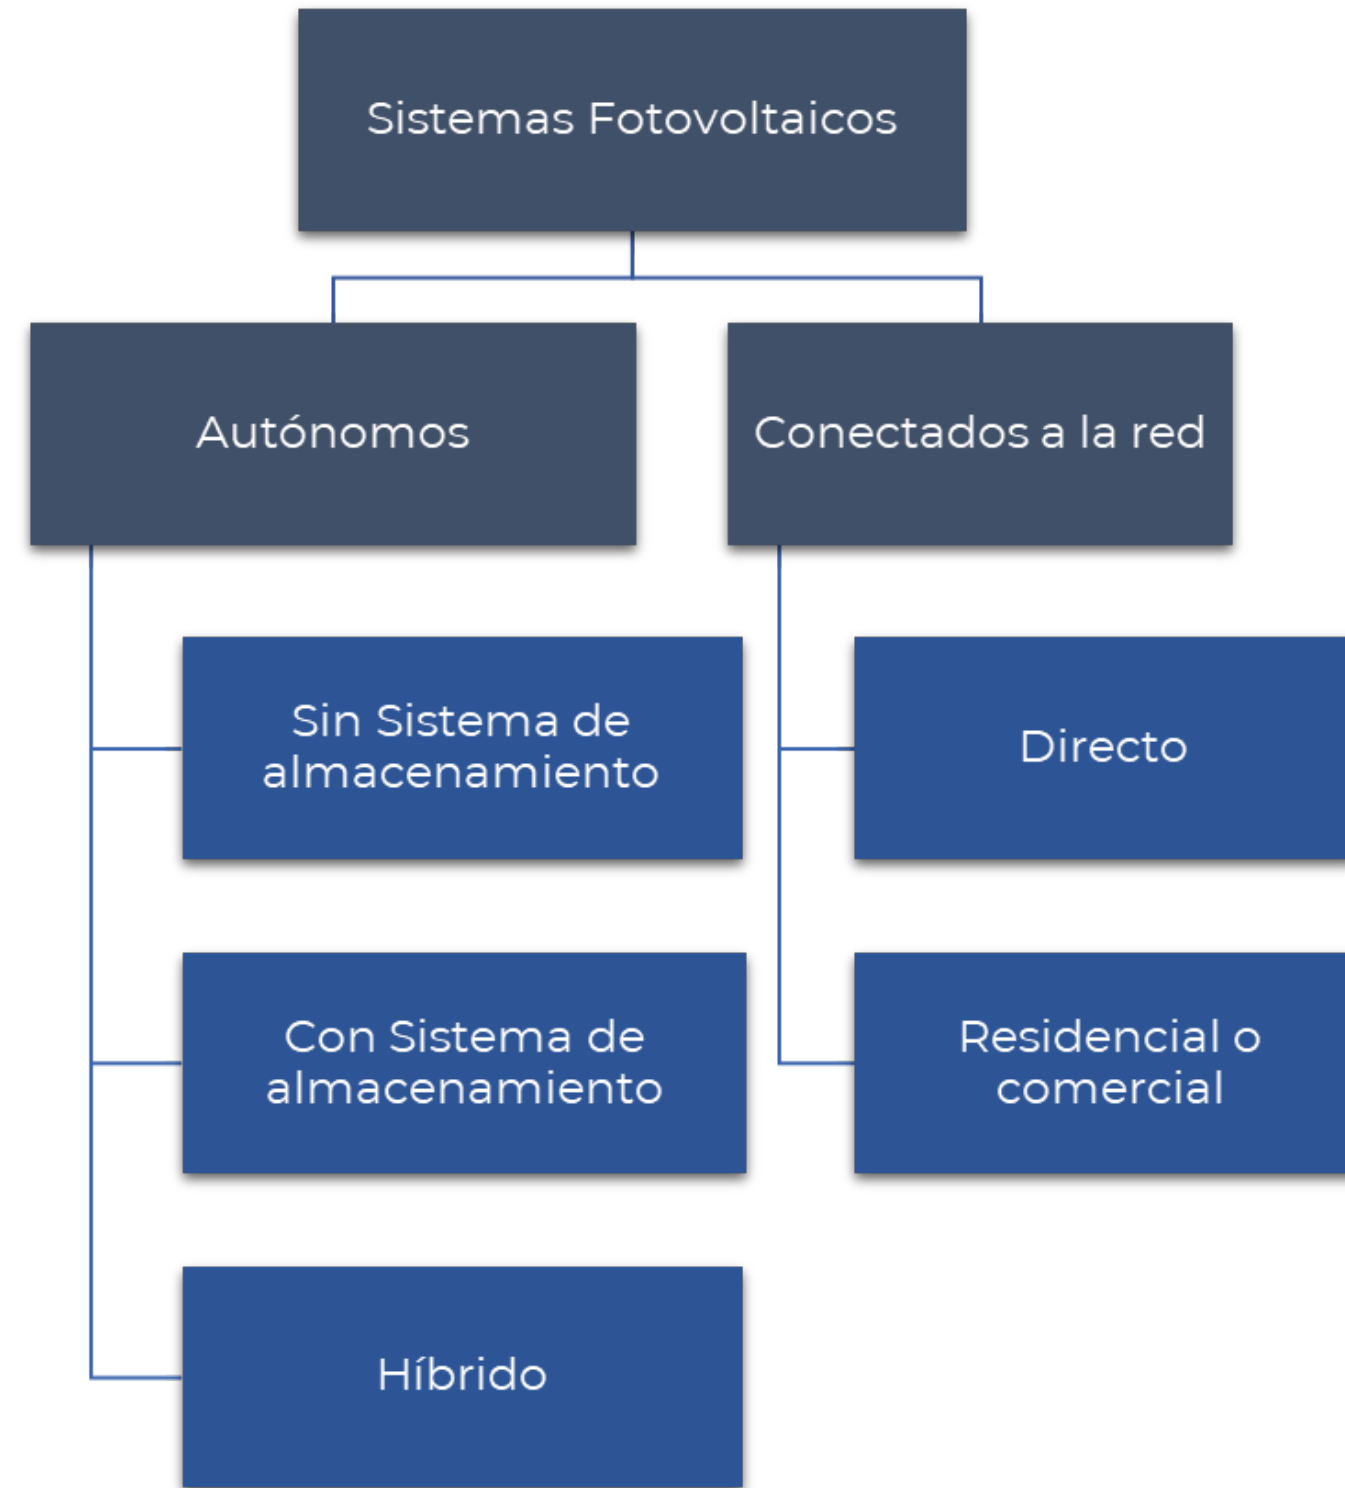 Sistemas Fotovoltaicos
Autónomos
Conectados a la red
Sin Sistema de
almacenamiento
Directo
Con Sistema de
almacenamiento
Residencial o
comercial
Híbrido